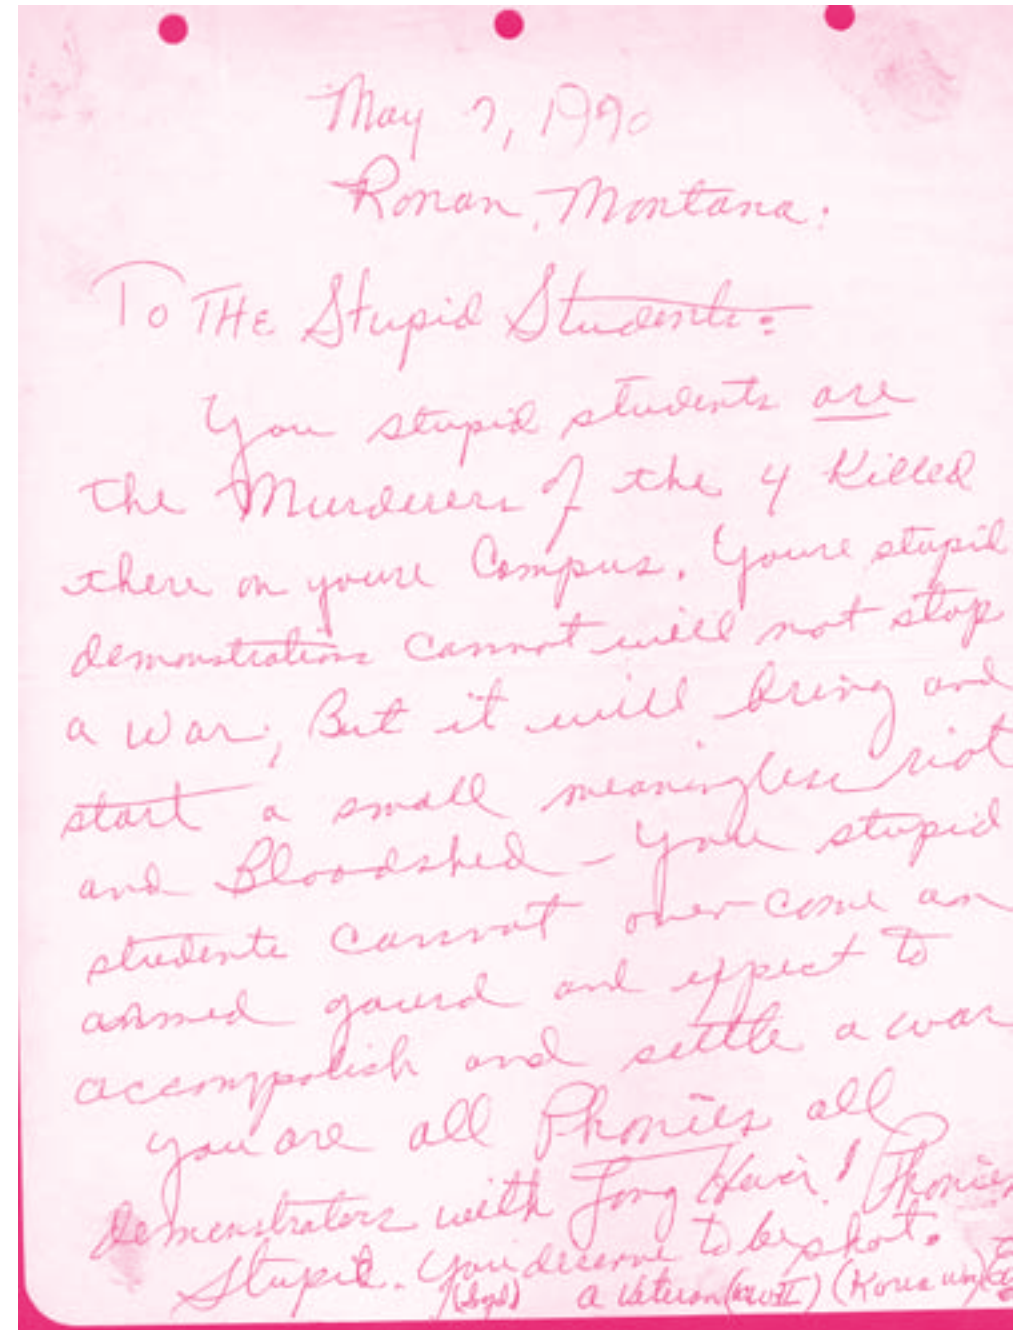 May 7, 1990
Ronan, Montana:
To THE Stupid Students:
You stupid students are
the Murderers of the 4 Killed
there on youre Campus. Youre stupid
demonstrations cannot will not stop
a war; But it will bring and
start a small meaningless riot
and Bloodshed - You stupid
students cannot over-come an
armed gaurd and expect to
accomplish and settle a war
you are all Phonies all
demonstrators with Long Hair! Phonies
Stupid. You deserve to be shot.
(Sgd) a Veteran (WWII) (Korea War)